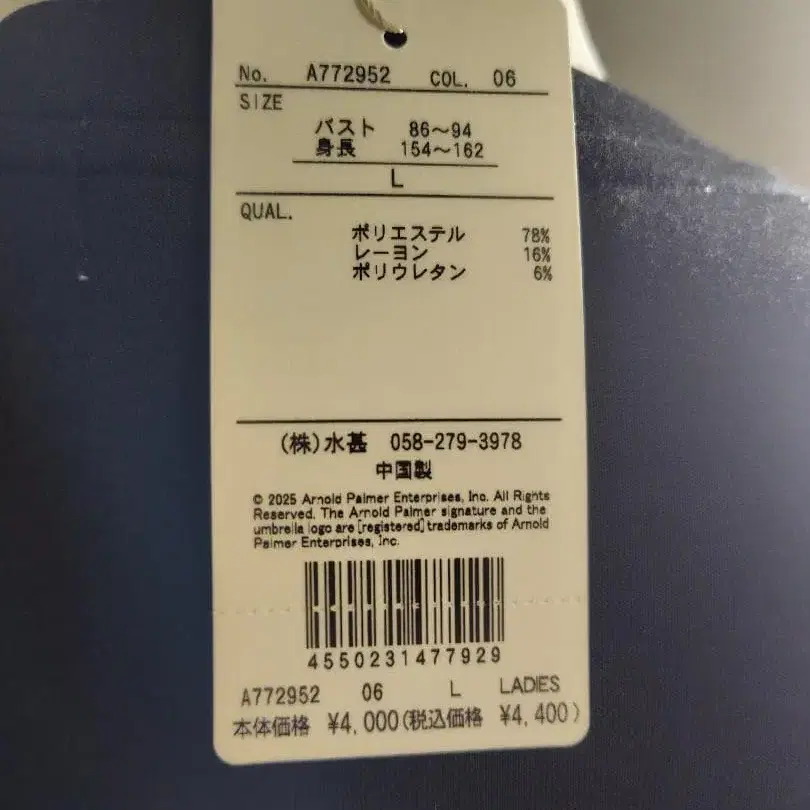 No. A772952 COL. 06
SIZE
バスト 86〜94
身長 154〜162
L
QUAL.
ポリエステル 78%
レーヨン 16%
ポリウレタン 6%
(株)水甚 058-279-3978
中国製
© 2025 Arnold Palmer Enterprises, Inc. All Rights
Reserved. The Arnold Palmer signature and the
umbrella logo are [registered] trademarks of Arnold
Palmer Enterprises, Inc.
4550231477929
A772952 06 L LADIES
本体価格 ¥4,000(税込価格 ¥4,400)